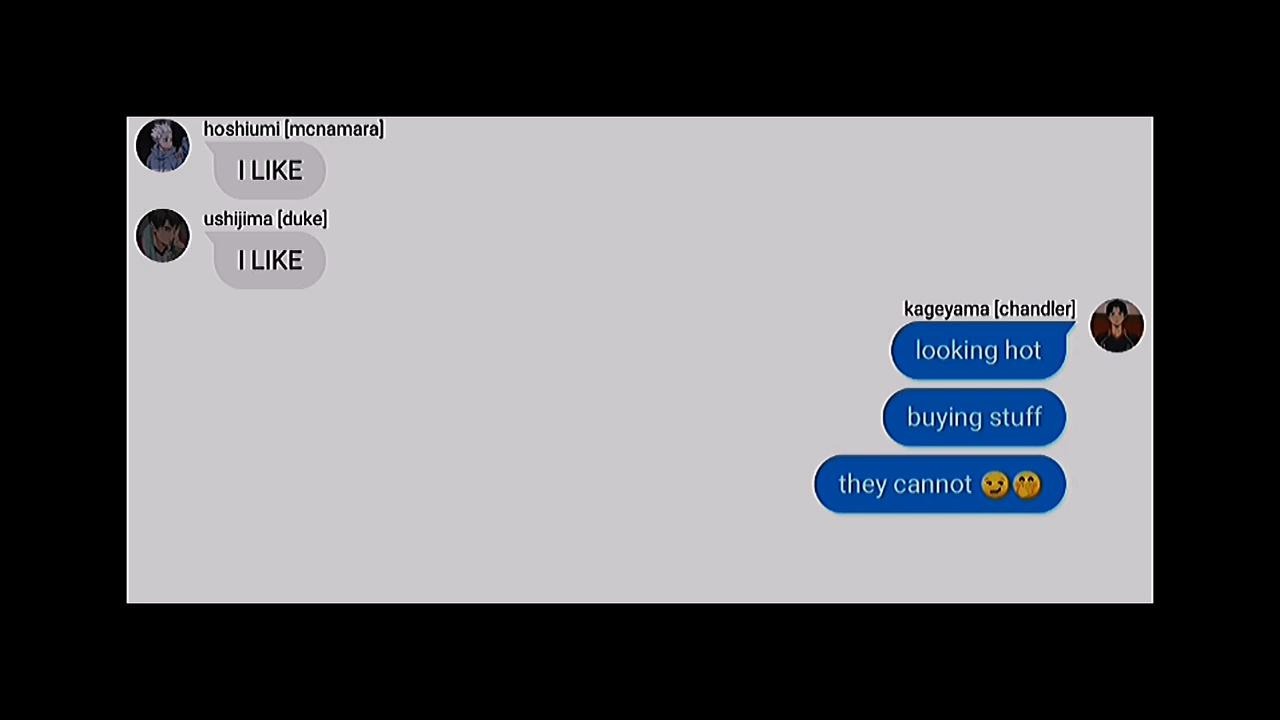 hoshiumi [mcnamara]
I LIKE
ushijima [duke]
I LIKE
kageyama [chandler]
looking hot
buying stuff
they cannot 😏🤭